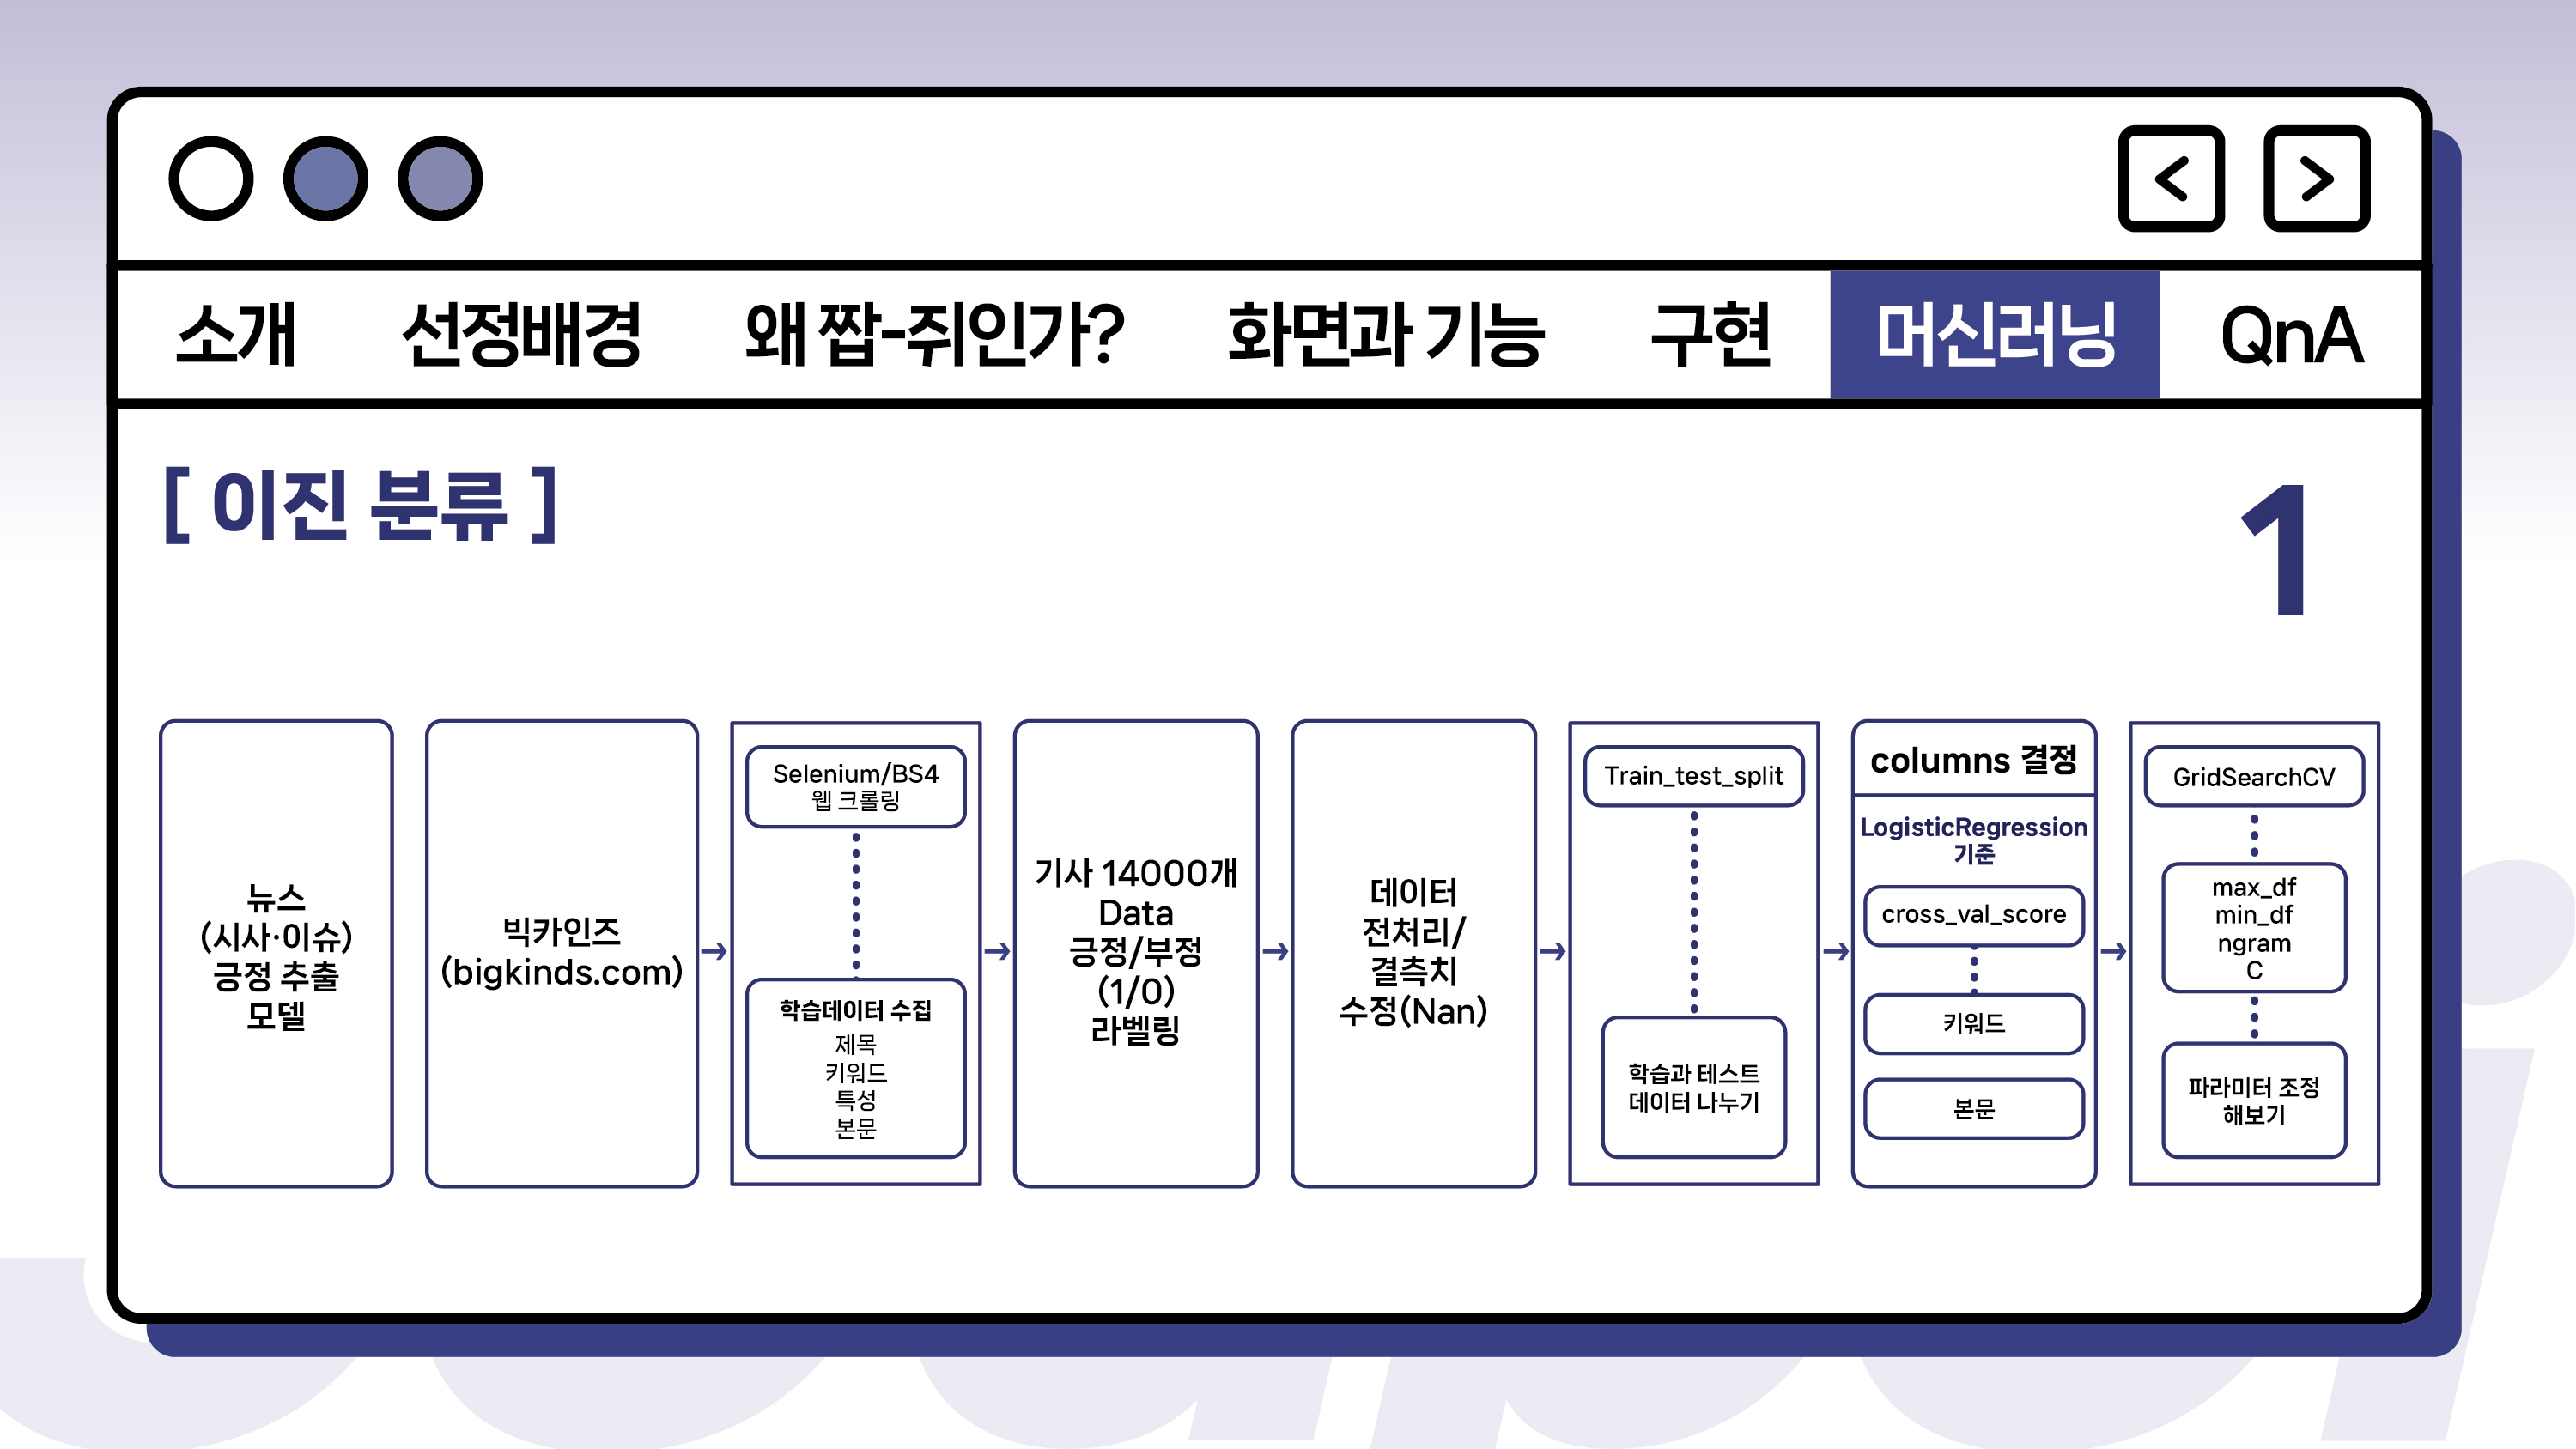 소개
선정배경
왜 짭-쥐인가?
화면과 기능
구현
머신러닝
QnA
[ 이진 분류 ]
1
뉴스
(시사·이슈)
긍정 추출
모델
빅카인즈
(bigkinds.com)
Selenium/BS4
웹 크롤링
학습데이터 수집
제목
키워드
특성
본문
기사 14000개
Data
긍정/부정
(1/0)
라벨링
데이터
전처리/
결측치
수정(Nan)
Train_test_split
학습과 테스트
데이터 나누기
columns 결정
LogisticRegression
기준
cross_val_score
키워드
본문
GridSearchCV
max_df
min_df
ngram
C
파라미터 조정
해보기